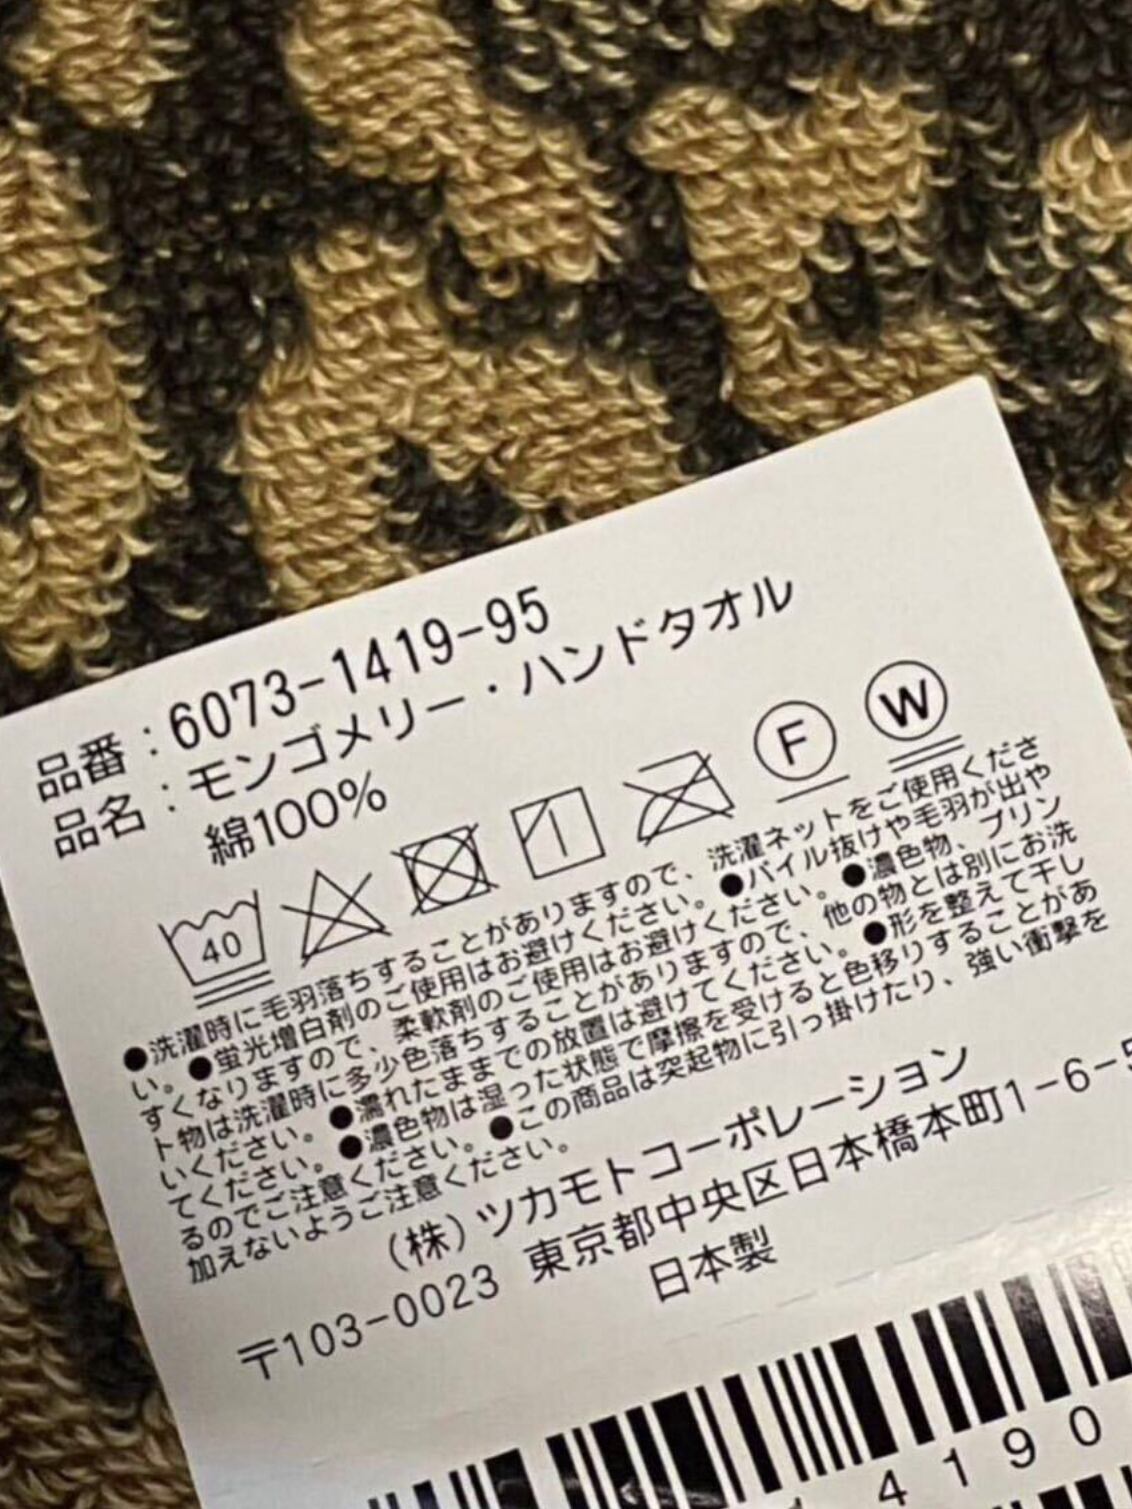 品番：6073-1419-95
品名：モンゴメリー・ハンドタオル
綿100%
40
F
W
●洗濯時に毛羽落ちすることがありますので、洗濯ネットをご使用くださ
い。●蛍光増白剤のご使用はお避けください。●パイル抜けや毛羽が出や
すくなりますので、柔軟剤のご使用はお避けください。●濃色物、プリン
ト物は洗濯時に多少色落ちすることがありますので、他の物とは別にお洗
いください。●濡れたままでの放置は避けてください。●形を整えて干し
てください。●濃色物は湿った状態で摩擦を受けると色移りすることがあ
るのでご注意ください。●この商品は突起物に引っ掛けたり、強い衝撃を
加えないようご注意ください。
(株)ツカモトコーポレーション
〒103-0023 東京都中央区日本橋本町1-6-5
日本製
4190